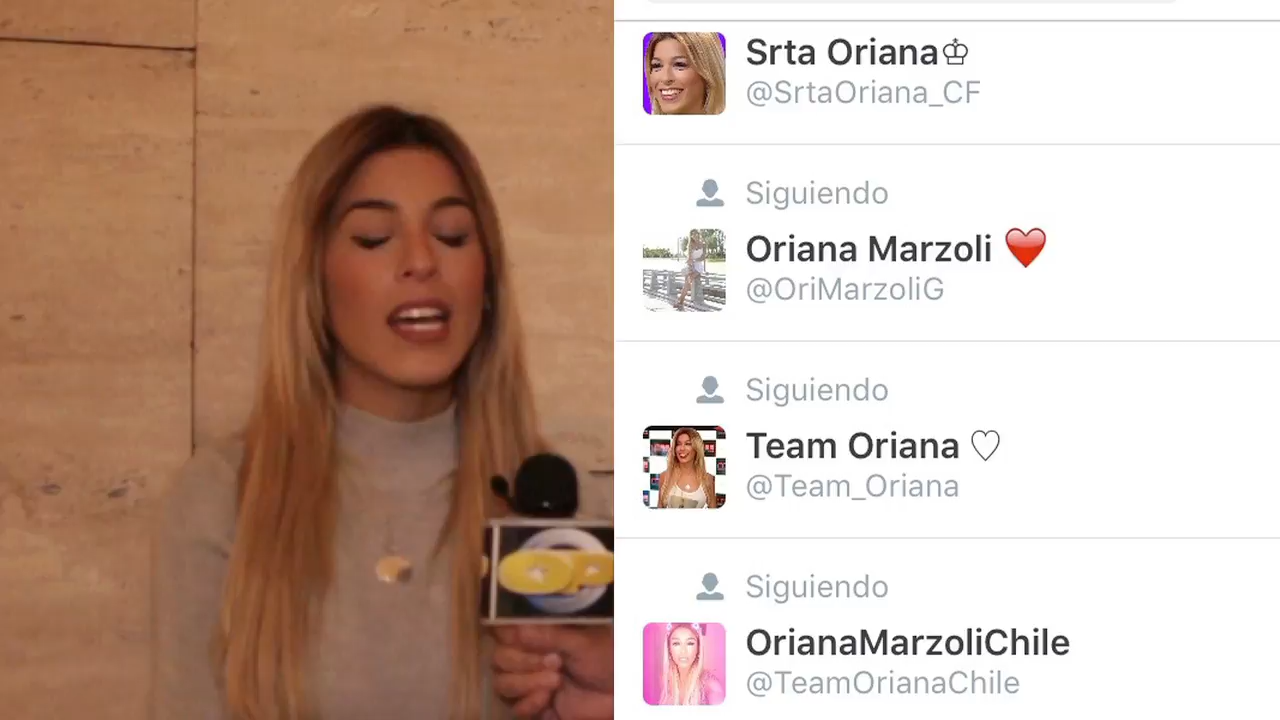 Srta Oriana♔
@SrtaOriana_CF
Siguiendo
Oriana Marzoli ❤️
@OriMarzoliG
Siguiendo
Team Oriana ♡
@Team_Oriana
Siguiendo
OrianaMarzoliChile
@TeamOrianaChile